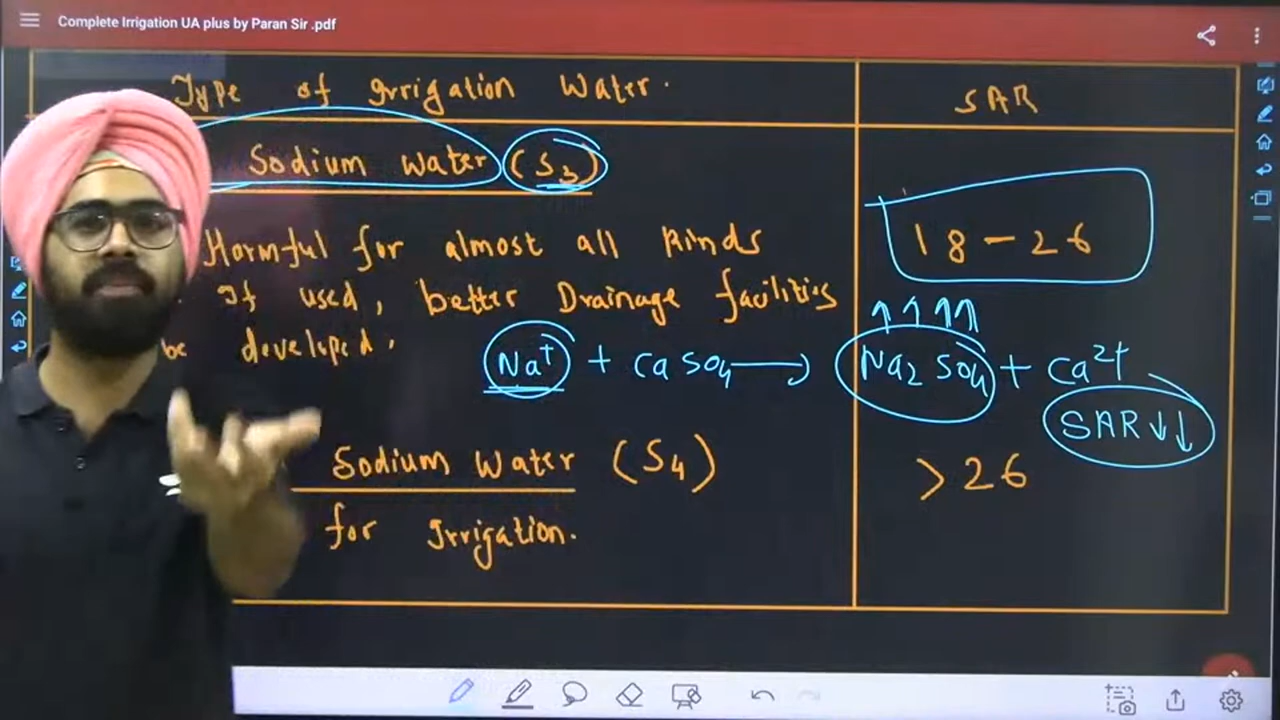 Complete Irrigation UA plus by Paran Sir .pdf
Type of Irrigation Water.
SAR
Sodium Water (S3)
Harmful for almost all kinds
18 - 26
If used, better Drainage facilities
↑ ↑ ↑ ↑
be developed.
Na⁺ + CaSO₄ ⟶ Na₂SO₄ + Ca²⁺
SAR ↓ ↓
Sodium Water (S4)
> 26
for Irrigation.